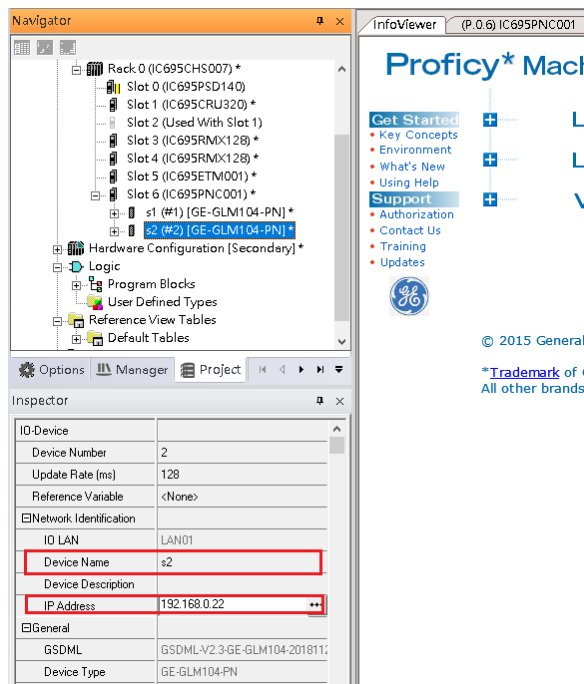 Navigator
Rack 0 (IC695CHS007) *
Slot 0 (IC695PSD140)
Slot 1 (IC695CRU320) *
Slot 2 (Used With Slot 1)
Slot 3 (IC695RMX128) *
Slot 4 (IC695RMX128) *
Slot 5 (IC695ETM001) *
Slot 6 (IC695PNC001) *
s1 (#1) [GE-GLM104-PN] *
s2 (#2) [GE-GLM104-PN] *
Hardware Configuration [Secondary] *
Logic
Program Blocks
User Defined Types
Reference View Tables
Default Tables
Options Manager Project
Inspector
IO-Device
Device Number 2
Update Rate (ms) 128
Reference Variable <None>
Network Identification
IO LAN LAN01
Device Name s2
Device Description
IP Address 192.168.0.22
General
GSDML GSDML-V2.3-GE-GLM104-2018112
Device Type GE-GLM104-PN
InfoViewer (P.0.6) IC695PNC001
Proficy* Mach
Get Started
• Key Concepts
• Environment
• What's New
• Using Help
Support
• Authorization
• Contact Us
• Training
• Updates
L
L
V
GE
© 2015 General
*Trademark of G
All other brands